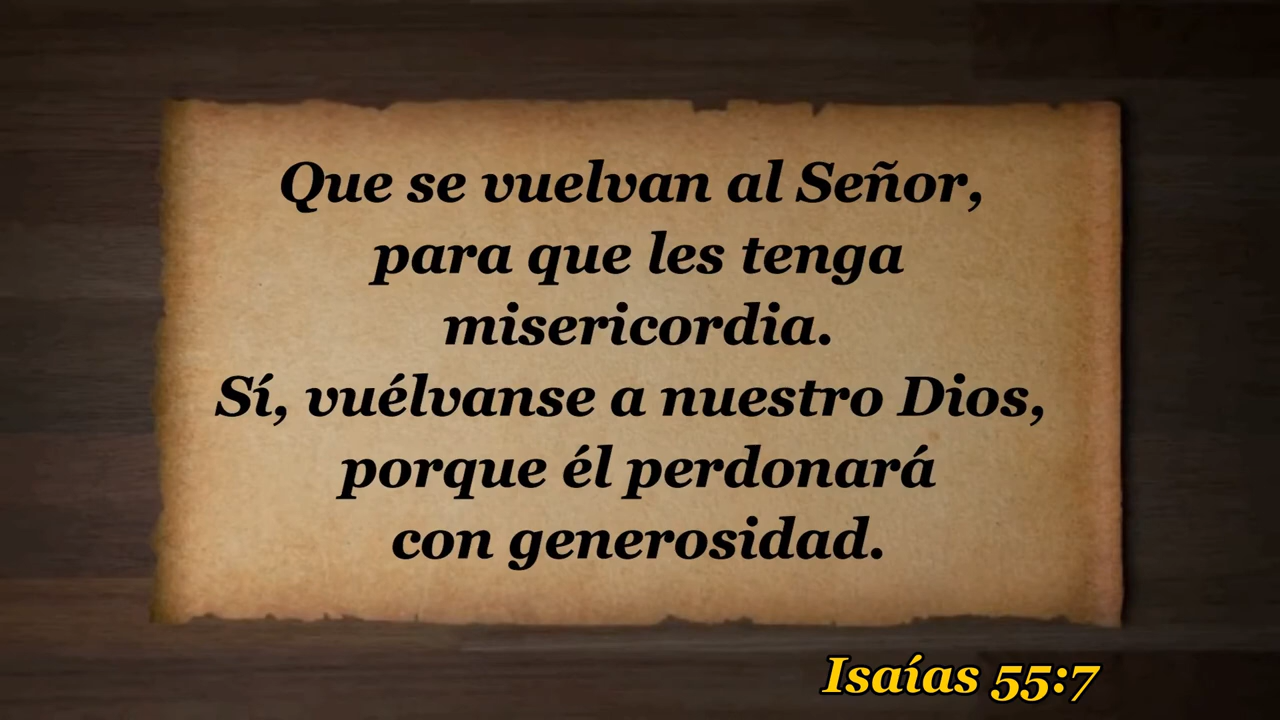 Que se vuelvan al Señor,
para que les tenga
misericordia.
Sí, vuélvanse a nuestro Dios,
porque él perdonará
con generosidad.
Isaías 55:7